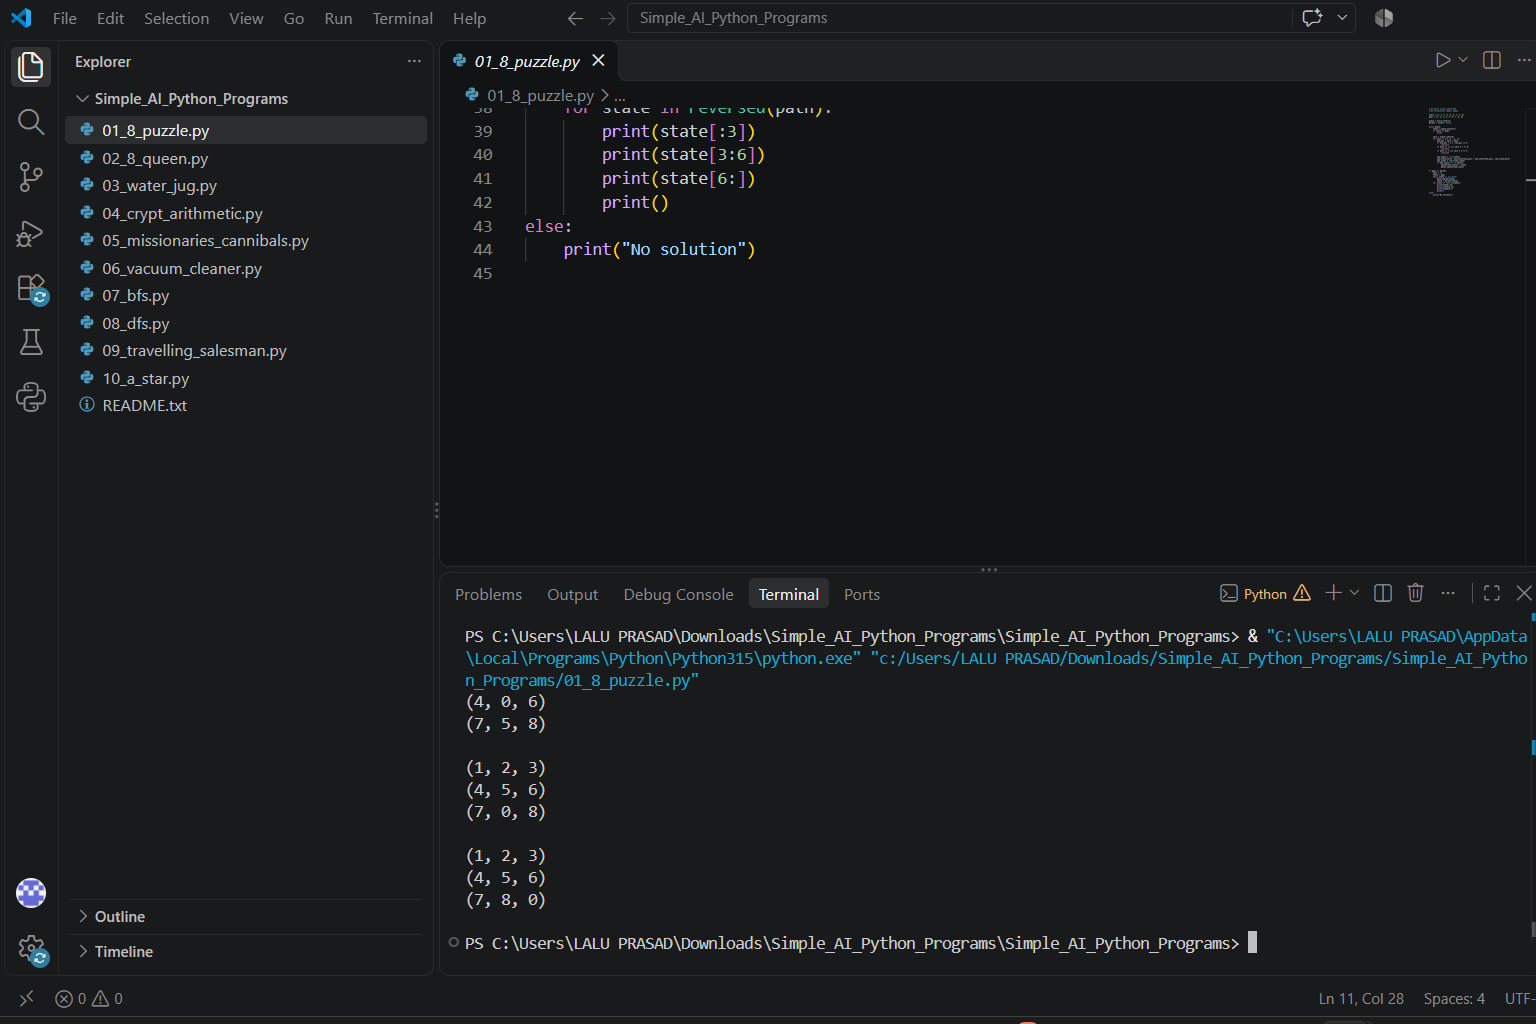 File Edit Selection View Go Run Terminal Help
Simple_AI_Python_Programs
Explorer
Simple_AI_Python_Programs
01_8_puzzle.py
02_8_queen.py
03_water_jug.py
04_crypt_arithmetic.py
05_missionaries_cannibals.py
06_vacuum_cleaner.py
07_bfs.py
08_dfs.py
09_travelling_salesman.py
10_a_star.py
README.txt
Outline
Timeline
01_8_puzzle.py
01_8_puzzle.py > ...
38 for state in reversed(path):
39 print(state[:3])
40 print(state[3:6])
41 print(state[6:])
42 print()
43 else:
44 print("No solution")
45
Problems Output Debug Console Terminal Ports
Python
PS C:\Users\LALU PRASAD\Downloads\Simple_AI_Python_Programs\Simple_AI_Python_Programs> & "C:\Users\LALU PRASAD\AppData
\Local\Programs\Python\Python315\python.exe" "c:/Users/LALU PRASAD/Downloads/Simple_AI_Python_Programs/Simple_AI_Pytho
n_Programs/01_8_puzzle.py"
(4, 0, 6)
(7, 5, 8)
(1, 2, 3)
(4, 5, 6)
(7, 0, 8)
(1, 2, 3)
(4, 5, 6)
(7, 8, 0)
PS C:\Users\LALU PRASAD\Downloads\Simple_AI_Python_Programs\Simple_AI_Python_Programs>
0 0
Ln 11, Col 28 Spaces: 4 UTF-